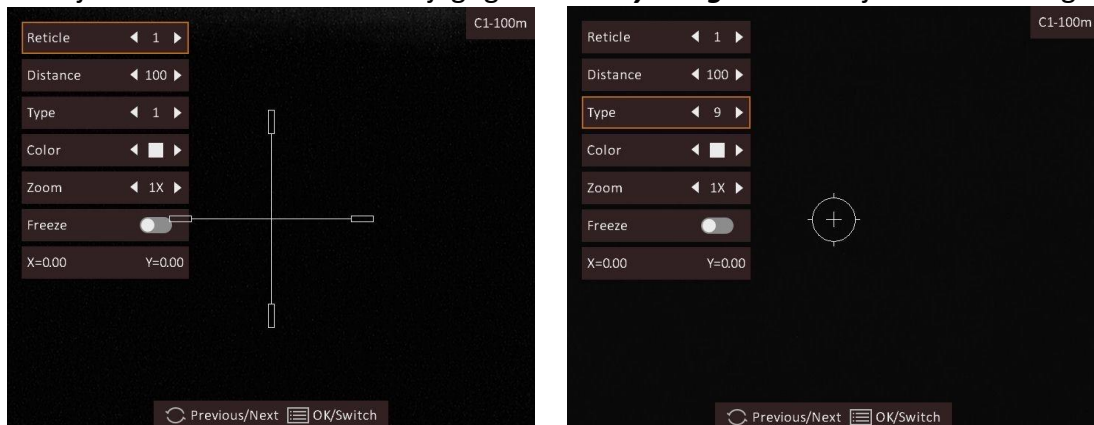 C1-100m
Reticle 1
Distance 100
Type 1
Color
Zoom 1X
Freeze
X=0.00 Y=0.00
Previous/Next OK/Switch
C1-100m
Reticle 1
Distance 100
Type 9
Color
Zoom 1X
Freeze
X=0.00 Y=0.00
Previous/Next OK/Switch